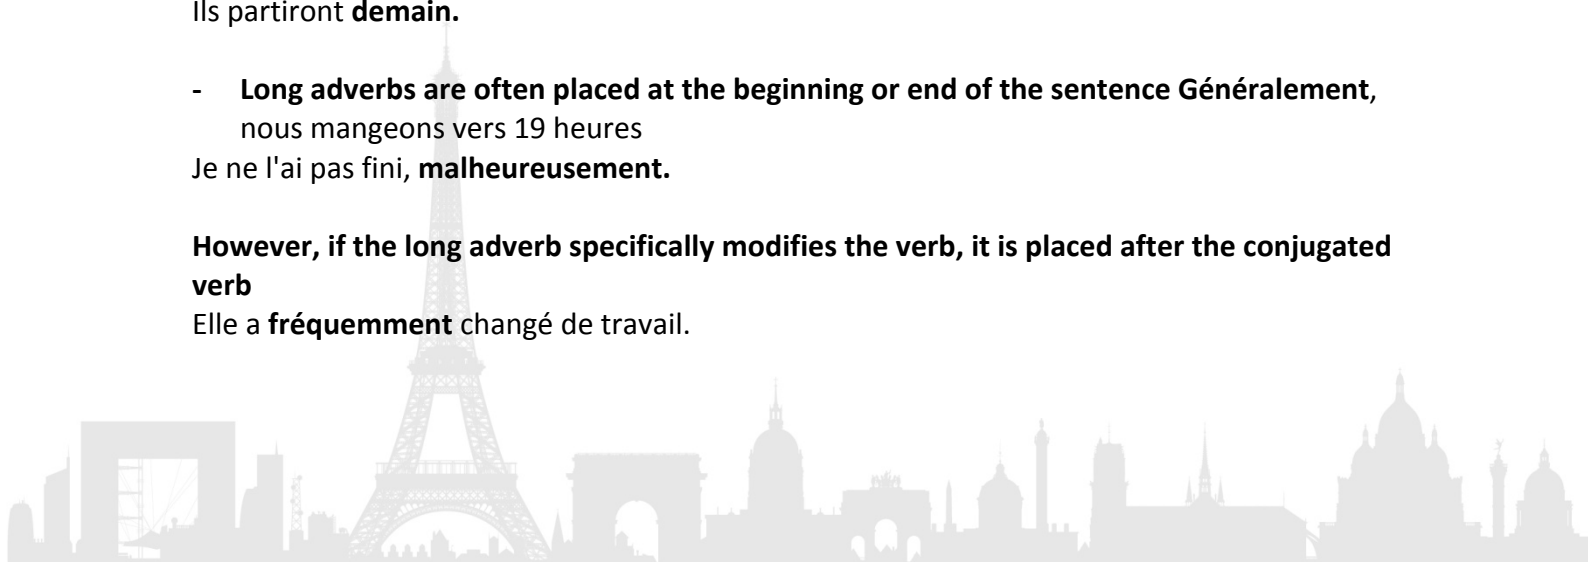 Ils partiront demain.
- Long adverbs are often placed at the beginning or end of the sentence Généralement,
nous mangeons vers 19 heures
Je ne l'ai pas fini, malheureusement.
However, if the long adverb specifically modifies the verb, it is placed after the conjugated
verb
Elle a fréquemment changé de travail.